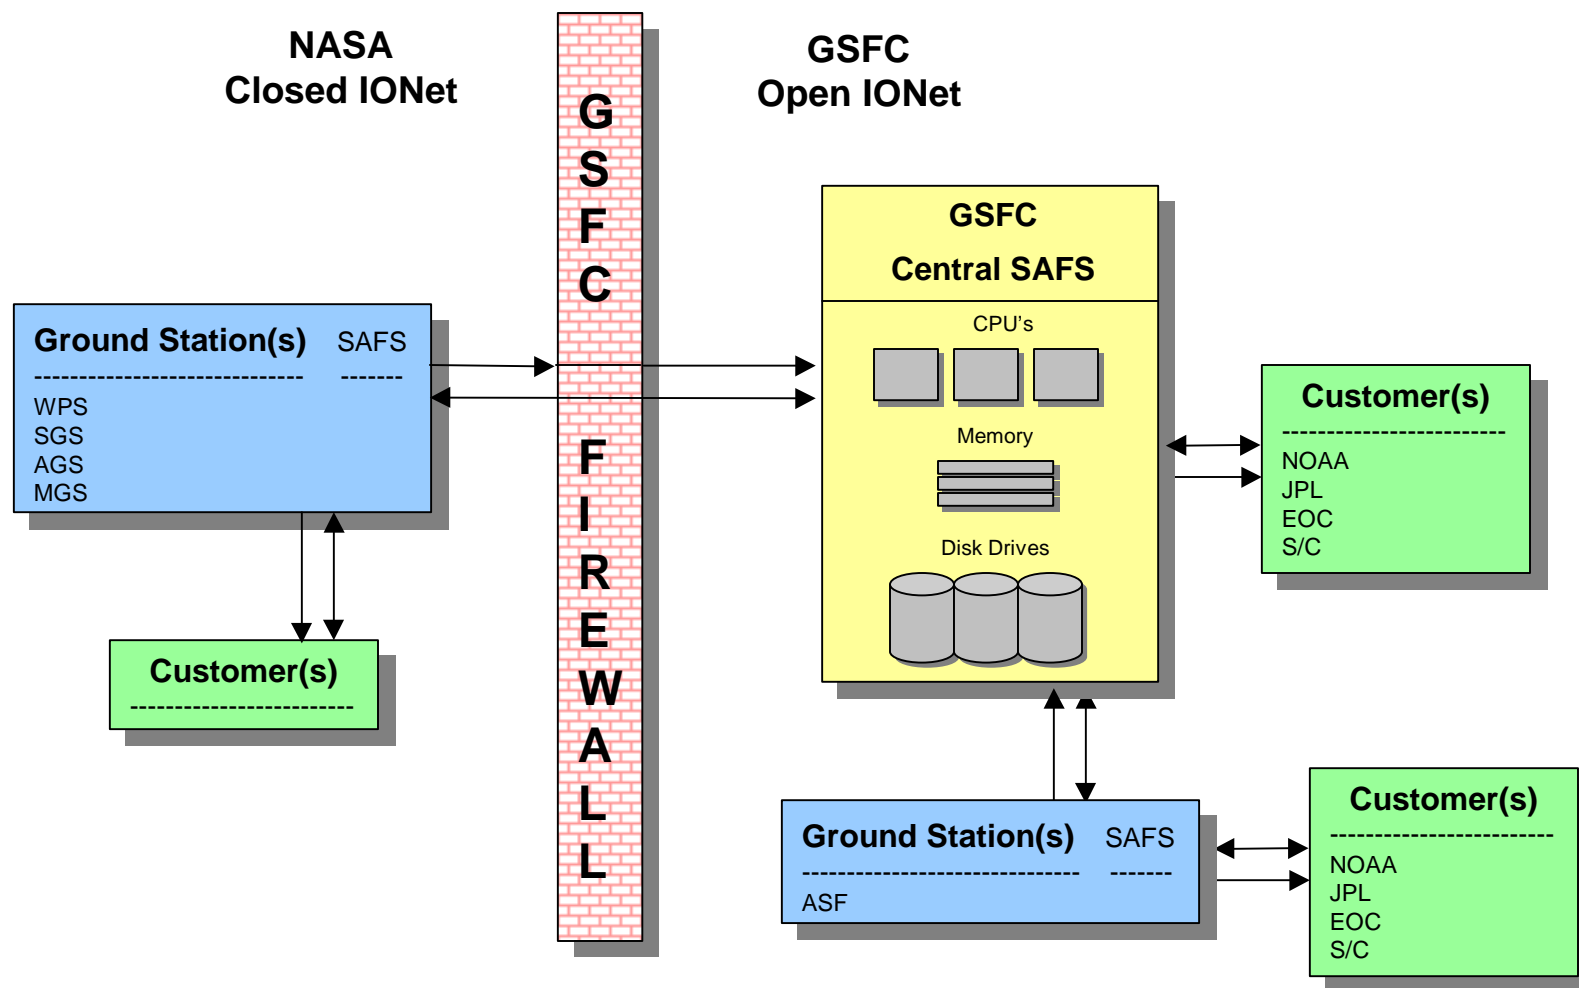 NASA
Closed IONet
GSFC
Open IONet
G
S
F
C
F
I
R
E
W
A
L
L
GSFC
Central SAFS
CPU's
Memory
Disk Drives
Ground Station(s) SAFS
------------------------------ -------
WPS
SGS
AGS
MGS
Customer(s)
-------------------------
Customer(s)
-------------------------
NOAA
JPL
EOC
S/C
Ground Station(s) SAFS
------------------------------- -------
ASF
Customer(s)
-------------------------
NOAA
JPL
EOC
S/C